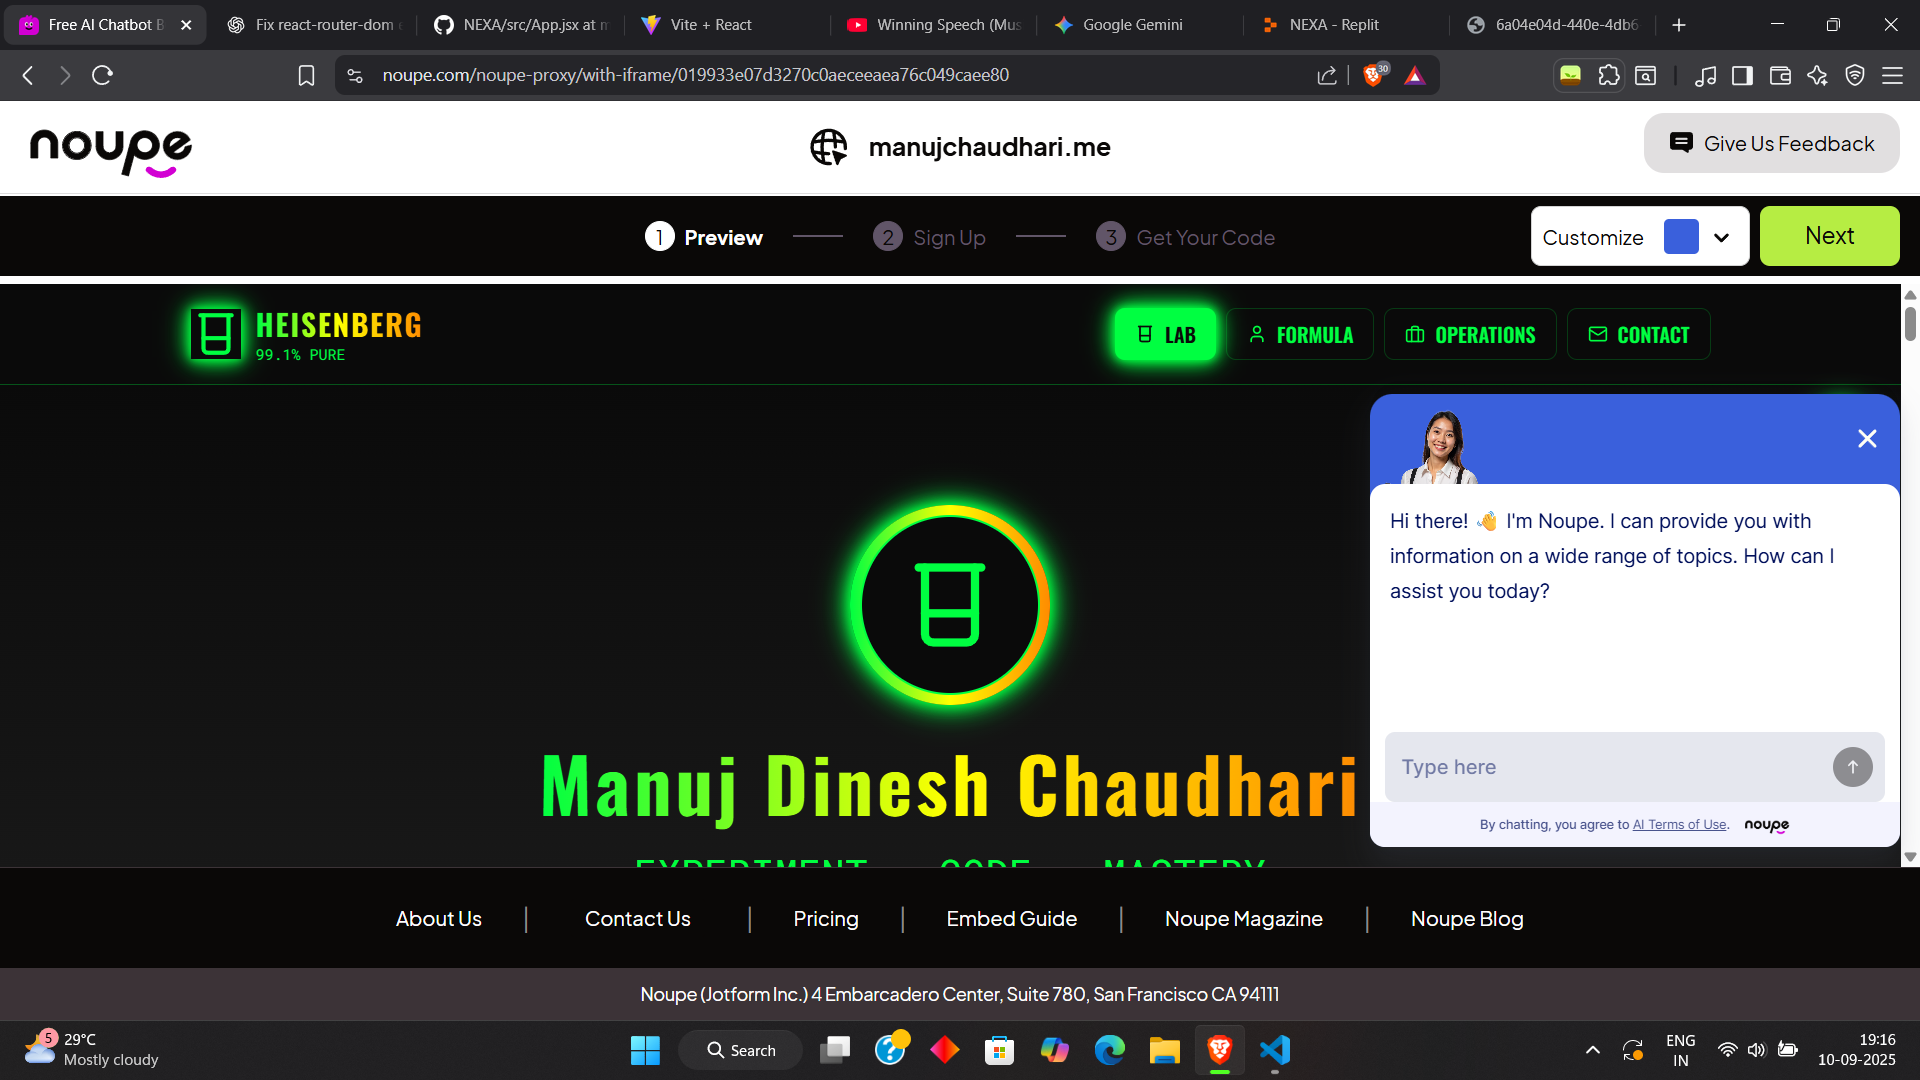 Free AI Chatbot B
Fix react-router-dom e
NEXA/src/App.jsx at m
Vite + React
Winning Speech (Mus
Google Gemini
NEXA - Replit
6a04e04d-440e-4db6-
noupe.com/noupe-proxy/with-iframe/019933e07d3270c0aeceeaea76c049caee80
30
noupe
manujchaudhari.me
Give Us Feedback
1 Preview
2 Sign Up
3 Get Your Code
Customize
Next
HEISENBERG
99.1% PURE
LAB
FORMULA
OPERATIONS
CONTACT
Manuj Dinesh Chaudhari
EXPERIMENT CODE MASTERY
Hi there! 👋 I'm Noupe. I can provide you with
information on a wide range of topics. How can I
assist you today?
Type here
By chatting, you agree to AI Terms of Use. noupe
About Us | Contact Us | Pricing | Embed Guide | Noupe Magazine | Noupe Blog
Noupe (Jotform Inc.) 4 Embarcadero Center, Suite 780, San Francisco CA 94111
5
29°C
Mostly cloudy
Search
ENG
IN
19:16
10-09-2025